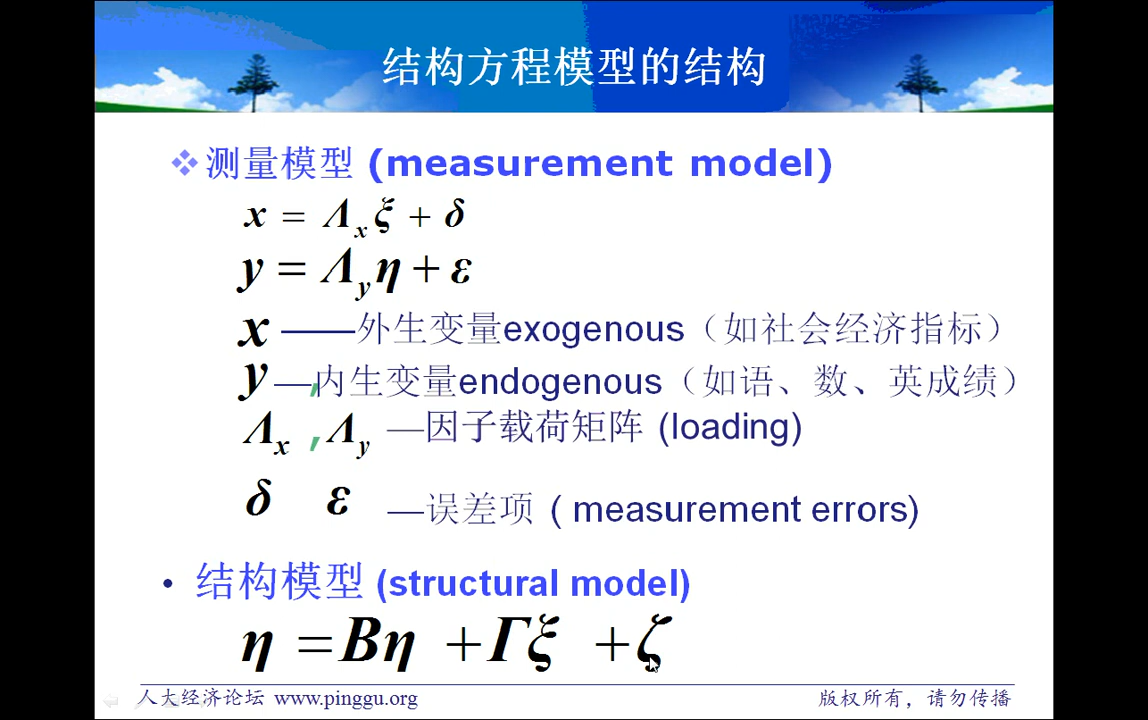 结构方程模型的结构
测量模型 (measurement model)
x = Λx ξ + δ
y = Λy η + ε
x ——外生变量exogenous（如社会经济指标）
y —,内生变量endogenous（如语、数、英成绩）
Λx , Λy —因子载荷矩阵 (loading)
δ ε —误差项 ( measurement errors)
• 结构模型 (structural model)
η =Βη +Γξ +ζ
人大经济论坛 www.pinggu.org 版权所有，请勿传播